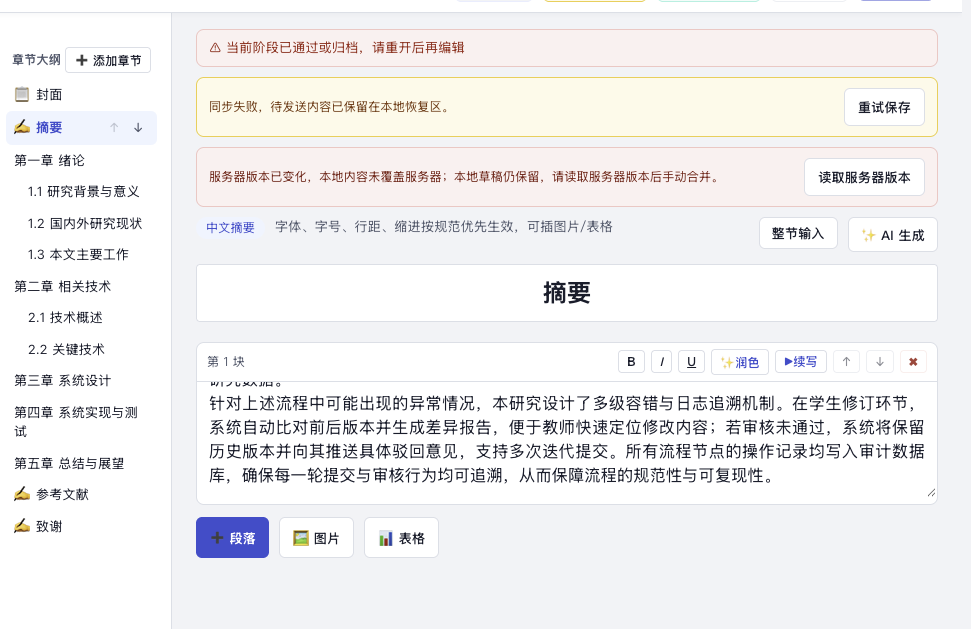 章节大纲
➕ 添加章节
封面
摘要 ↑ ↓
第一章 绪论
1.1 研究背景与意义
1.2 国内外研究现状
1.3 本文主要工作
第二章 相关技术
2.1 技术概述
2.2 关键技术
第三章 系统设计
第四章 系统实现与测
试
第五章 总结与展望
参考文献
致谢
⚠ 当前阶段已通过或归档，请重开后再编辑
同步失败，待发送内容已保留在本地恢复区。
重试保存
服务器版本已变化，本地内容未覆盖服务器；本地草稿仍保留，请读取服务器版本后手动合并。
读取服务器版本
中文摘要 字体、字号、行距、缩进按规范优先生效，可插图片/表格
整节输入
✨ AI 生成
摘要
第 1 块
B I U ✨润色 ▶续写 ↑ ↓ ✖
研究数据。
针对上述流程中可能出现的异常情况，本研究设计了多级容错与日志追溯机制。在学生修订环节，
系统自动比对前后版本并生成差异报告，便于教师快速定位修改内容；若审核未通过，系统将保留
历史版本并向其推送具体驳回意见，支持多次迭代提交。所有流程节点的操作记录均写入审计数据
库，确保每一轮提交与审核行为均可追溯，从而保障流程的规范性与可复现性。
➕ 段落
图片
表格